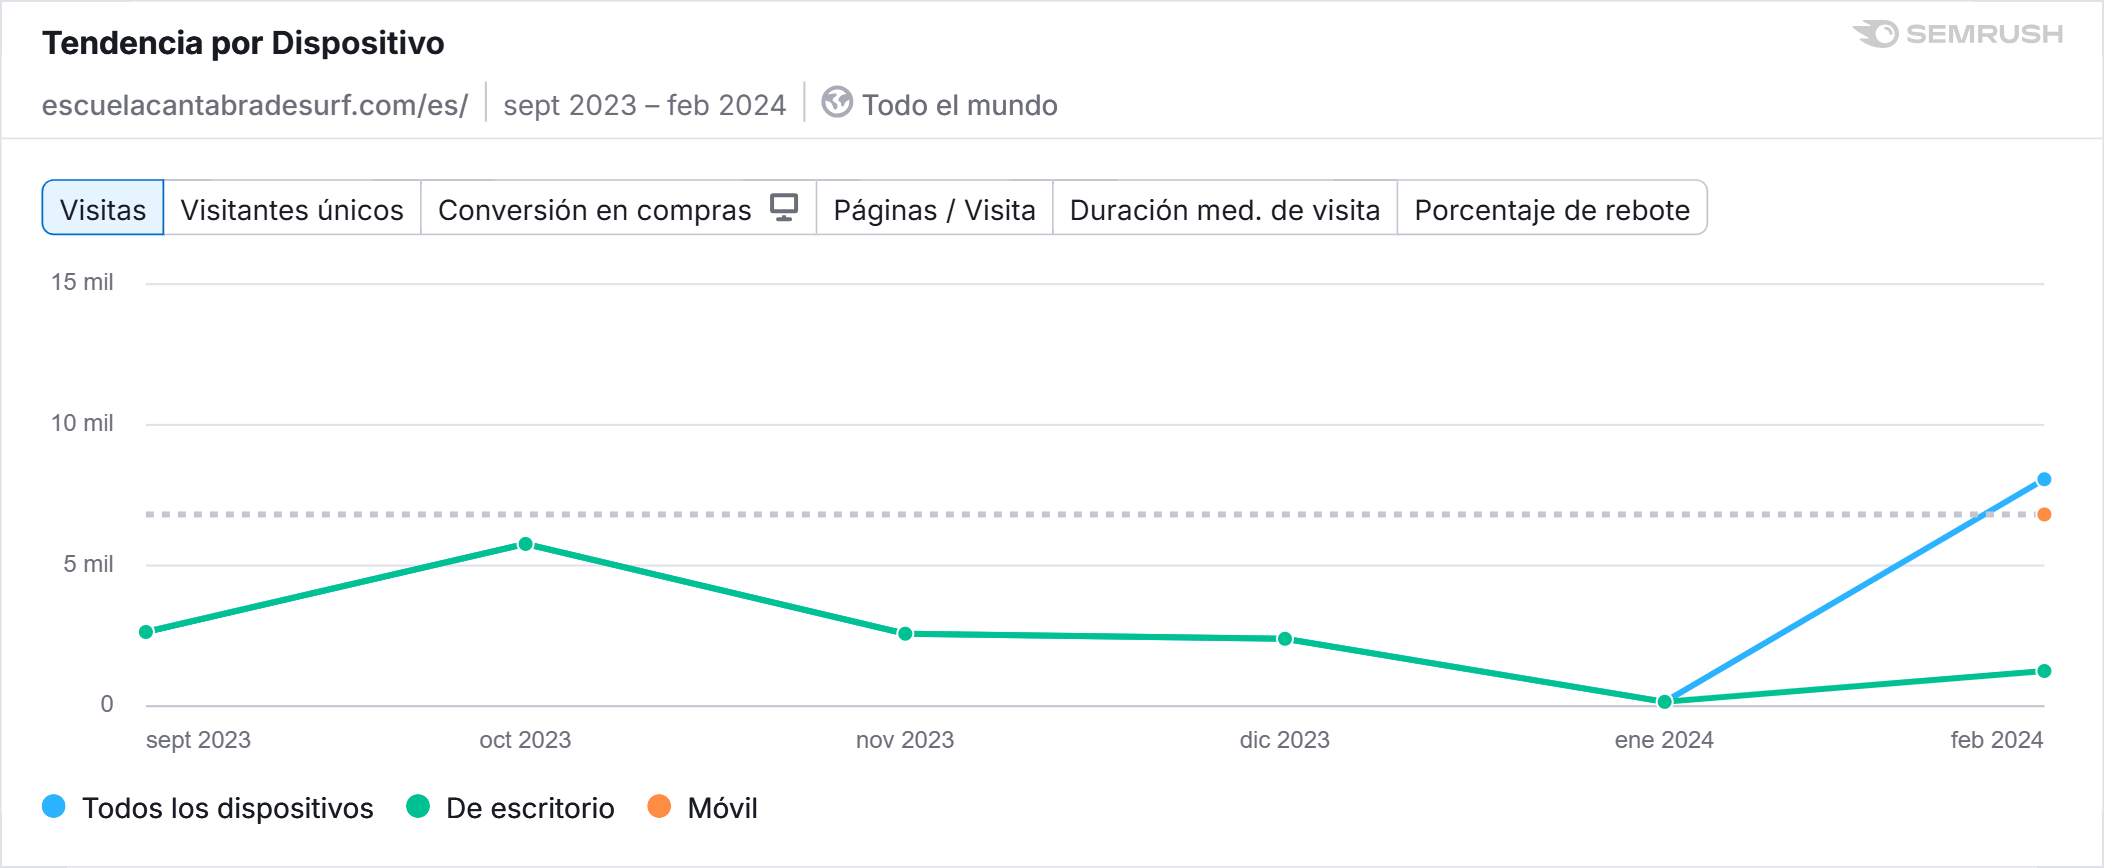 Tendencia por Dispositivo
SEMRUSH
escuelacantabradesurf.com/es/ sept 2023 – feb 2024 Todo el mundo
Visitas Visitantes únicos Conversión en compras Páginas / Visita Duración med. de visita Porcentaje de rebote
15 mil
10 mil
5 mil
0
sept 2023 oct 2023 nov 2023 dic 2023 ene 2024 feb 2024
Todos los dispositivos De escritorio Móvil